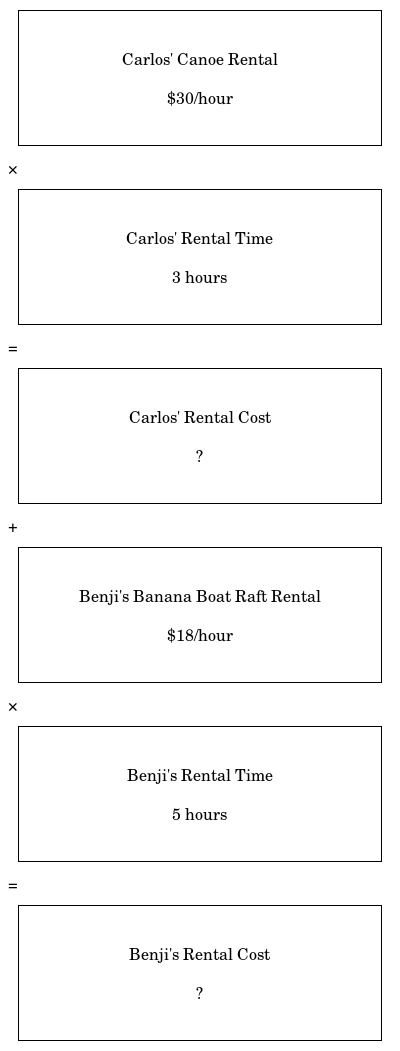 Carlos' Canoe Rental
$30/hour
×
Carlos' Rental Time
3 hours
=
Carlos' Rental Cost
?
+
Benji's Banana Boat Raft Rental
$18/hour
×
Benji's Rental Time
5 hours
=
Benji's Rental Cost
?